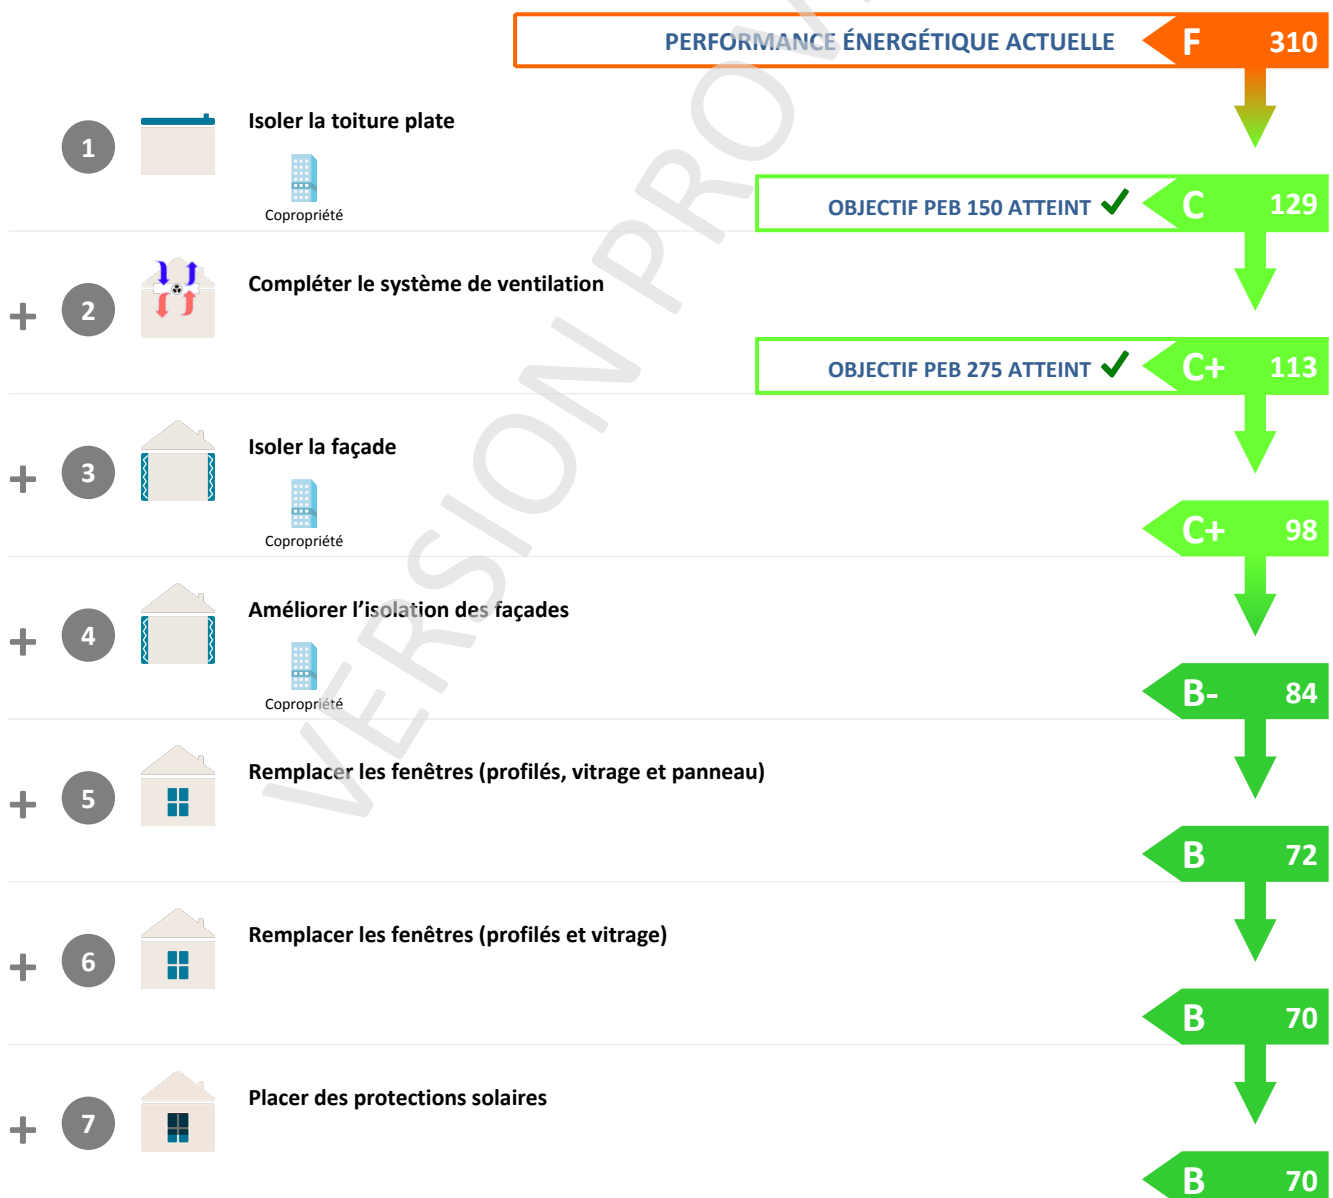 PERFORMANCE ÉNERGÉTIQUE ACTUELLE F 310
1 Isoler la toiture plate
Copropriété
OBJECTIF PEB 150 ATTEINT C 129
+ 2 Compléter le système de ventilation
OBJECTIF PEB 275 ATTEINT C+ 113
+ 3 Isoler la façade
Copropriété
C+ 98
+ 4 Améliorer l’isolation des façades
Copropriété
B- 84
+ 5 Remplacer les fenêtres (profilés, vitrage et panneau)
B 72
+ 6 Remplacer les fenêtres (profilés et vitrage)
B 70
+ 7 Placer des protections solaires
B 70
VERSION PROV